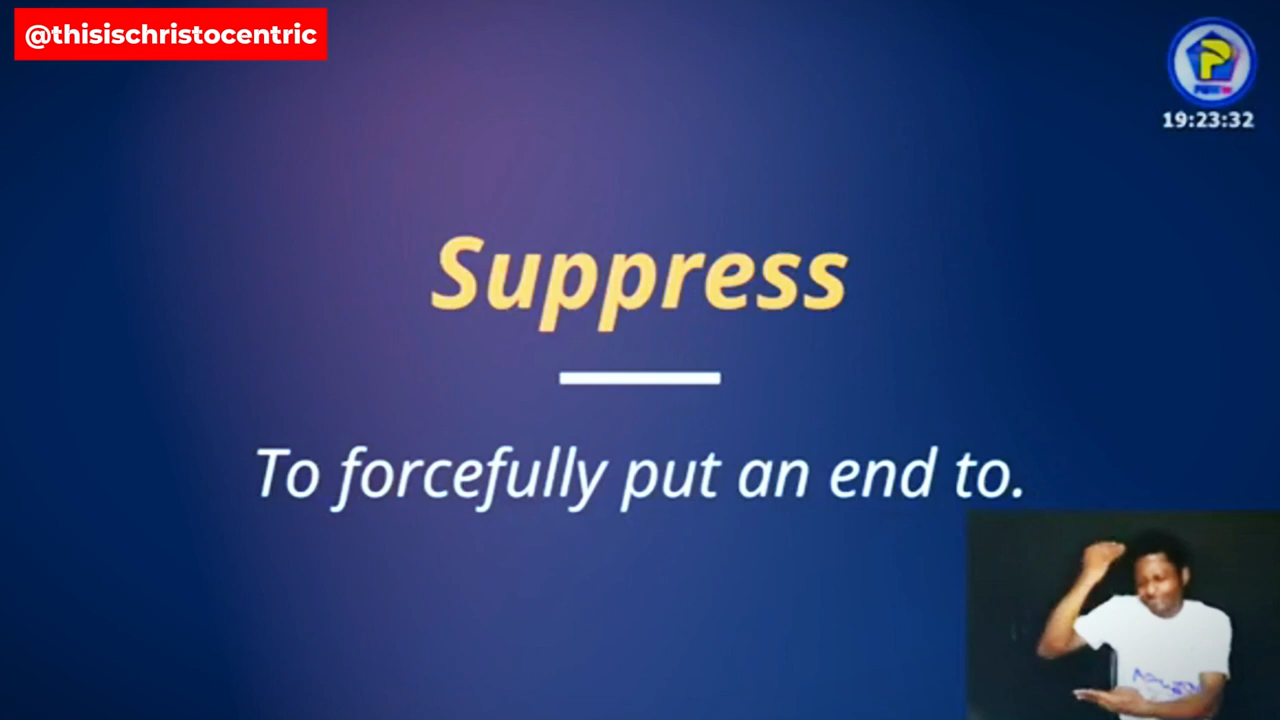 @thisischristocentric
19:23:32
Suppress
To forcefully put an end to.